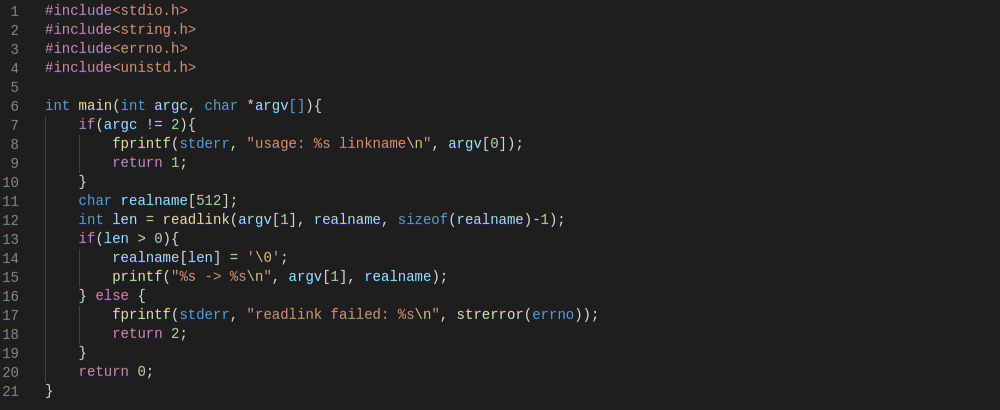 1 #include<stdio.h>
2 #include<string.h>
3 #include<errno.h>
4 #include<unistd.h>
5
6 int main(int argc, char *argv[]){
7     if(argc != 2){
8         fprintf(stderr, "usage: %s linkname\n", argv[0]);
9         return 1;
10     }
11     char realname[512];
12     int len = readlink(argv[1], realname, sizeof(realname)-1);
13     if(len > 0){
14         realname[len] = '\0';
15         printf("%s -> %s\n", argv[1], realname);
16     } else {
17         fprintf(stderr, "readlink failed: %s\n", strerror(errno));
18         return 2;
19     }
20     return 0;
21 }